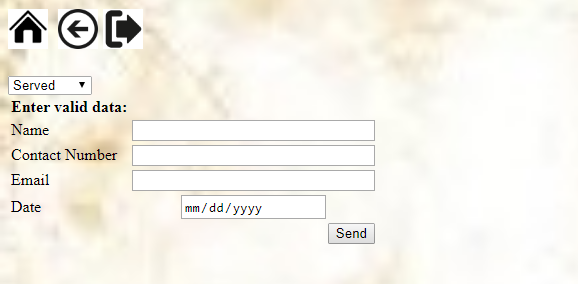 Served
Enter valid data:
Name
Contact Number
Email
Date mm/dd/yyyy
Send